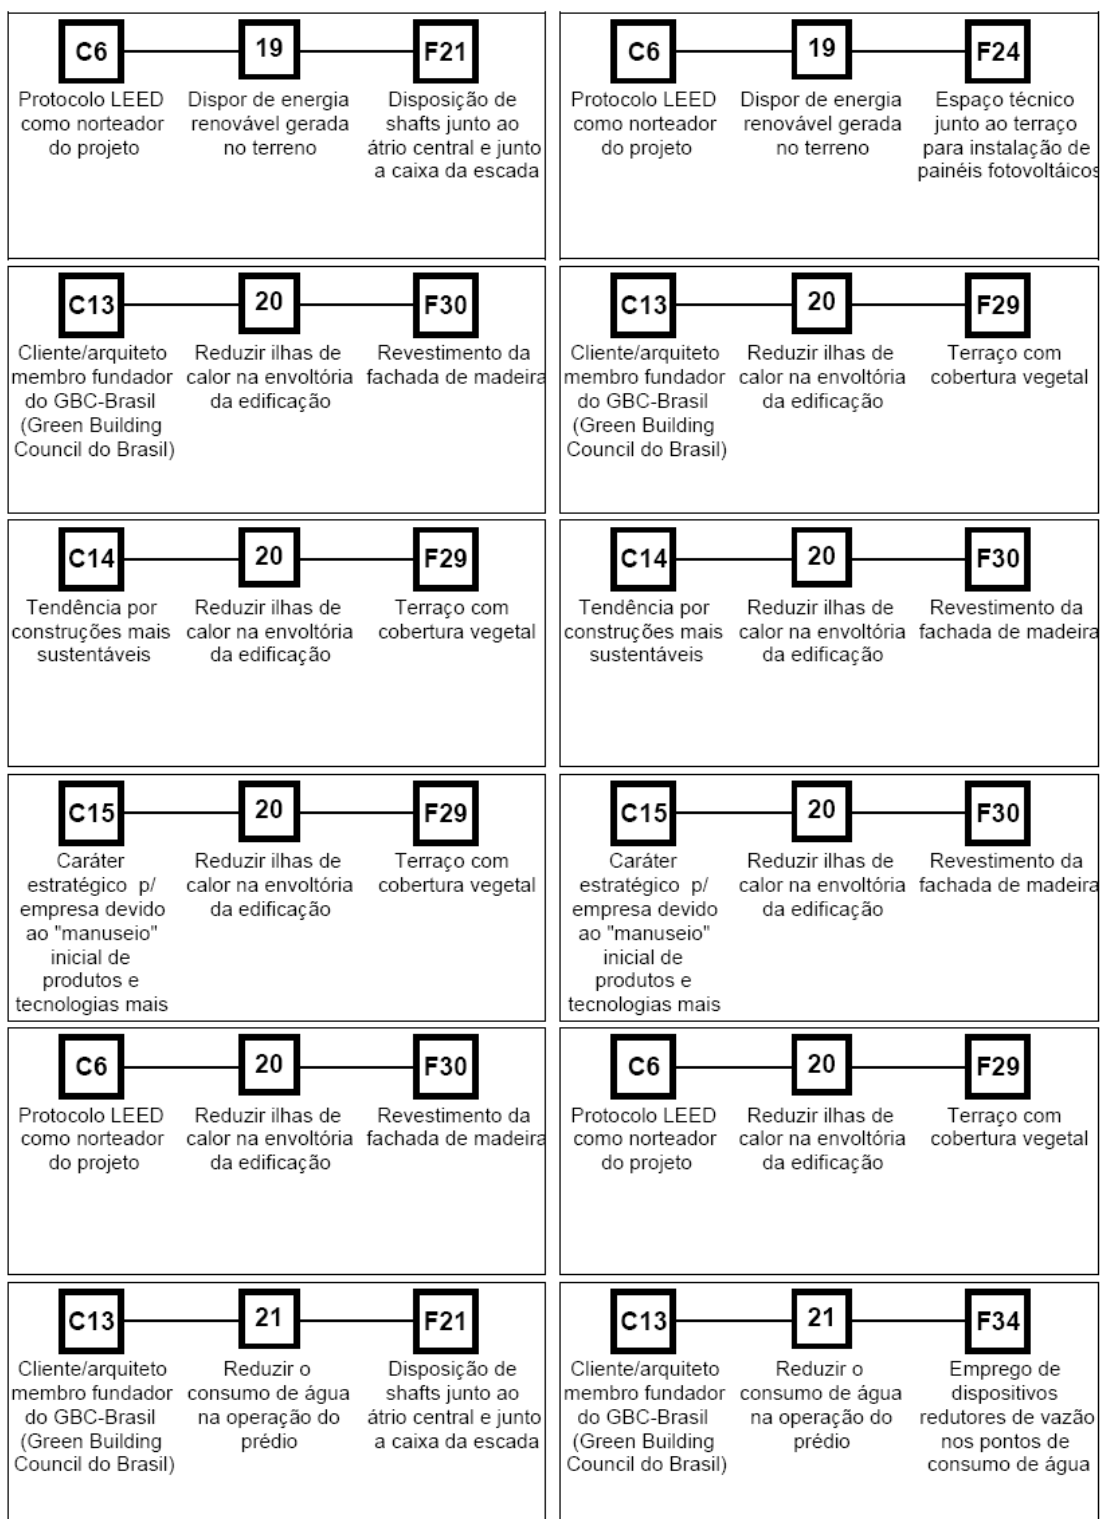 C6 19 F21
Protocolo LEED
como norteador
do projeto
Dispor de energia
renovável gerada
no terreno
Disposição de
shafts junto ao
átrio central e junto
a caixa da escada
C6 19 F24
Protocolo LEED
como norteador
do projeto
Dispor de energia
renovável gerada
no terreno
Espaço técnico
junto ao terraço
para instalação de
painéis fotovoltáicos
C13 20 F30
Cliente/arquiteto
membro fundador
do GBC-Brasil
(Green Building
Council do Brasil)
Reduzir ilhas de
calor na envoltória
da edificação
Revestimento da
fachada de madeira
C13 20 F29
Cliente/arquiteto
membro fundador
do GBC-Brasil
(Green Building
Council do Brasil)
Reduzir ilhas de
calor na envoltória
da edificação
Terraço com
cobertura vegetal
C14 20 F29
Tendência por
construções mais
sustentáveis
Reduzir ilhas de
calor na envoltória
da edificação
Terraço com
cobertura vegetal
C14 20 F30
Tendência por
construções mais
sustentáveis
Reduzir ilhas de
calor na envoltória
da edificação
Revestimento da
fachada de madeira
C15 20 F29
Caráter
estratégico p/
empresa devido
ao "manuseio"
inicial de
produtos e
tecnologias mais
Reduzir ilhas de
calor na envoltória
da edificação
Terraço com
cobertura vegetal
C15 20 F30
Caráter
estratégico p/
empresa devido
ao "manuseio"
inicial de
produtos e
tecnologias mais
Reduzir ilhas de
calor na envoltória
da edificação
Revestimento da
fachada de madeira
C6 20 F30
Protocolo LEED
como norteador
do projeto
Reduzir ilhas de
calor na envoltória
da edificação
Revestimento da
fachada de madeira
C6 20 F29
Protocolo LEED
como norteador
do projeto
Reduzir ilhas de
calor na envoltória
da edificação
Terraço com
cobertura vegetal
C13 21 F21
Cliente/arquiteto
membro fundador
do GBC-Brasil
(Green Building
Council do Brasil)
Reduzir o
consumo de água
na operação do
prédio
Disposição de
shafts junto ao
átrio central e junto
a caixa da escada
C13 21 F34
Cliente/arquiteto
membro fundador
do GBC-Brasil
(Green Building
Council do Brasil)
Reduzir o
consumo de água
na operação do
prédio
Emprego de
dispositivos
redutores de vazão
nos pontos de
consumo de água